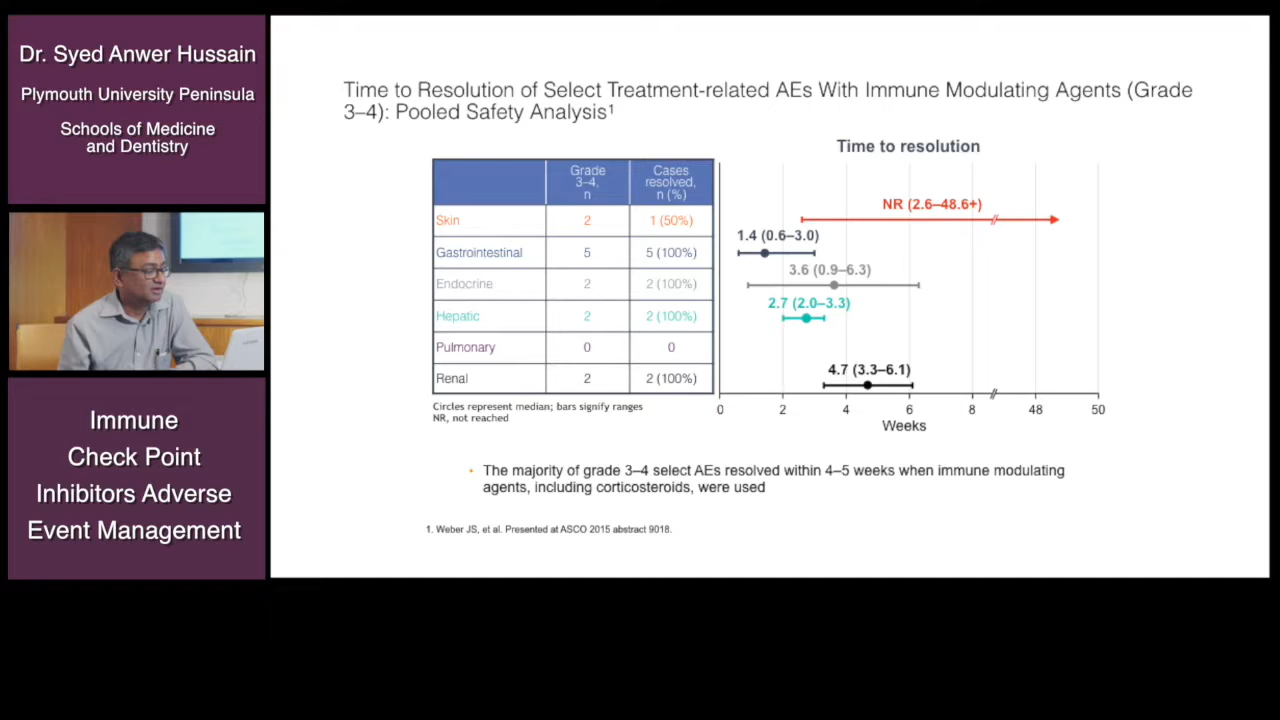 Dr. Syed Anwer Hussain
Plymouth University Peninsula
Schools of Medicine
and Dentistry
Immune
Check Point
Inhibitors Adverse
Event Management
Time to Resolution of Select Treatment-related AEs With Immune Modulating Agents (Grade
3–4): Pooled Safety Analysis¹
Grade
3–4,
n
Cases
resolved,
n (%)
Skin 2 1 (50%)
Gastrointestinal 5 5 (100%)
Endocrine 2 2 (100%)
Hepatic 2 2 (100%)
Pulmonary 0 0
Renal 2 2 (100%)
Circles represent median; bars signify ranges
NR, not reached
Time to resolution
NR (2.6–48.6+)
1.4 (0.6–3.0)
3.6 (0.9–6.3)
2.7 (2.0–3.3)
4.7 (3.3–6.1)
0 2 4 6 8 48 50
Weeks
• The majority of grade 3–4 select AEs resolved within 4–5 weeks when immune modulating
agents, including corticosteroids, were used
1. Weber JS, et al. Presented at ASCO 2015 abstract 9018.